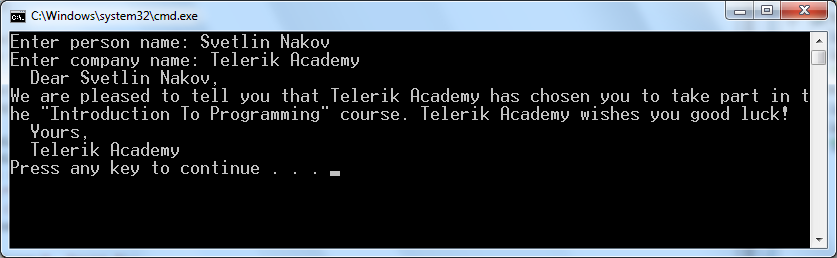 C:\Windows\system32\cmd.exe
Enter person name: Svetlin Nakov
Enter company name: Telerik Academy
  Dear Svetlin Nakov,
We are pleased to tell you that Telerik Academy has chosen you to take part in t
he "Introduction To Programming" course. Telerik Academy wishes you good luck!
  Yours,
  Telerik Academy
Press any key to continue . . .